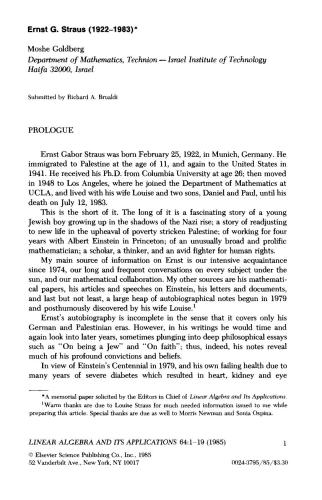 Ernst G. Straus (1922–1983)*
Moshe Goldberg
Department of Mathematics, Technion — Israel Institute of Technology
Haifa 32000, Israel
Submitted by Richard A. Brualdi
PROLOGUE
Ernst Gabor Straus was born February 25, 1922, in Munich, Germany. He
immigrated to Palestine at the age of 11, and again to the United States in
1941. He received his Ph.D. from Columbia University at age 26; then moved
in 1948 to Los Angeles, where he joined the Department of Mathematics at
UCLA, and lived with his wife Louise and two sons, Daniel and Paul, until his
death on July 12, 1983.
This is the short of it. The long of it is a fascinating story of a young
Jewish boy growing up in the shadows of the Nazi rise; a story of readjusting
to new life in the upheaval of poverty stricken Palestine; of working for four
years with Albert Einstein in Princeton; of an unusually broad and prolific
mathematician; a scholar, a thinker, and an avid fighter for human rights.
My main source of information on Ernst is our intensive acquaintance
since 1974, our long and frequent conversations on every subject under the
sun, and our mathematical collaboration. My other sources are his mathemati-
cal papers, his articles and speeches on Einstein, his letters and documents,
and last but not least, a large heap of autobiographical notes begun in 1979
and posthumously discovered by his wife Louise.¹
Ernst's autobiography is incomplete in the sense that it covers only his
German and Palestinian eras. However, in his writings he would time and
again look into later years, sometimes plunging into deep philosophical essays
such as "On being a Jew" and "On faith"; thus, indeed, his notes reveal
much of his profound convictions and beliefs.
In view of Einstein's Centennial in 1979, and his own failing health due to
many years of severe diabetes which resulted in heart, kidney and eye
*A memorial paper solicited by the Editors in Chief of Linear Algebra and Its Applications.
¹Warm thanks are due to Louise Straus for much needed information issued to me while
preparing this article. Special thanks are due as well to Morris Newman and Sonia Ospina.
LINEAR ALGEBRA AND ITS APPLICATIONS 64:1–19 (1985)
1
© Elsevier Science Publishing Co., Inc., 1985
52 Vanderbilt Ave., New York, NY 10017
0024-3795/85/$3.30